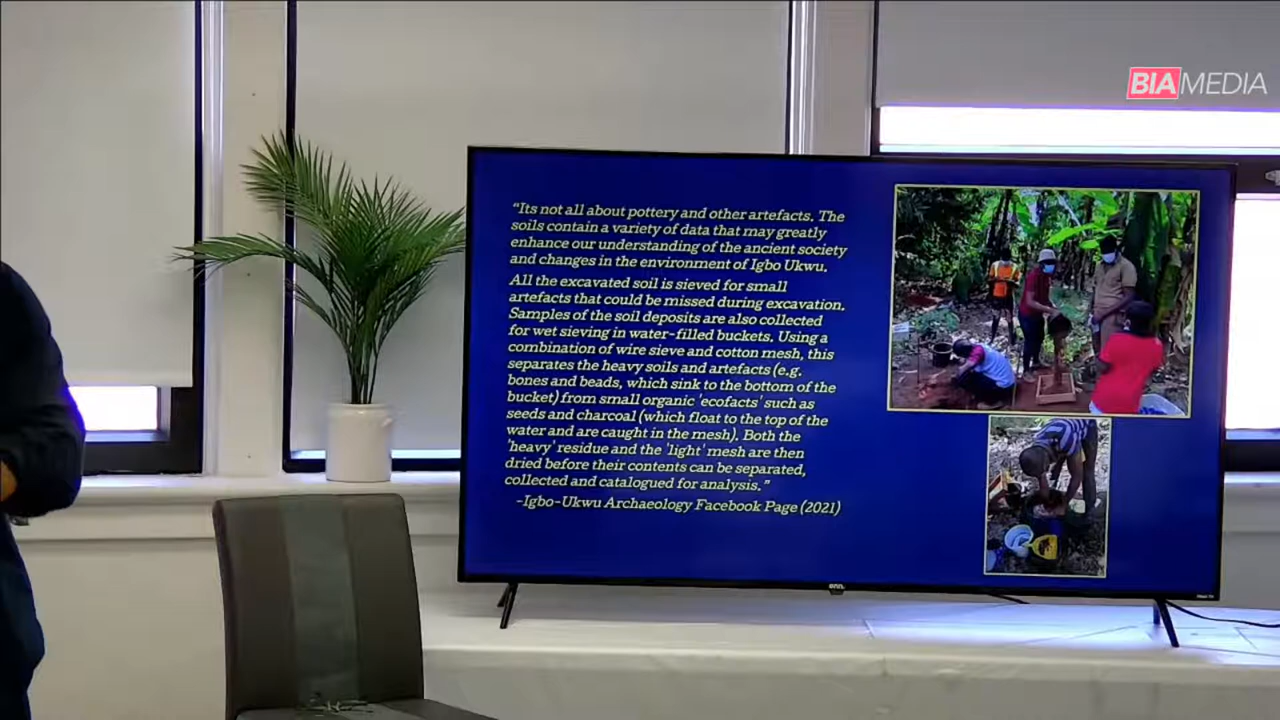 BIAMEDIA
“Its not all about pottery and other artefacts. The
soils contain a variety of data that may greatly
enhance our understanding of the ancient society
and changes in the environment of Igbo Ukwu.
All the excavated soil is sieved for small
artefacts that could be missed during excavation.
Samples of the soil deposits are also collected
for wet sieving in water-filled buckets. Using a
combination of wire sieve and cotton mesh, this
separates the heavy soils and artefacts (e.g.
bones and beads, which sink to the bottom of the
bucket) from small organic 'ecofacts' such as
seeds and charcoal (which float to the top of the
water and are caught in the mesh). Both the
'heavy' residue and the 'light' mesh are then
dried before their contents can be separated,
collected and catalogued for analysis.”
-Igbo-Ukwu Archaeology Facebook Page (2021)
onn.